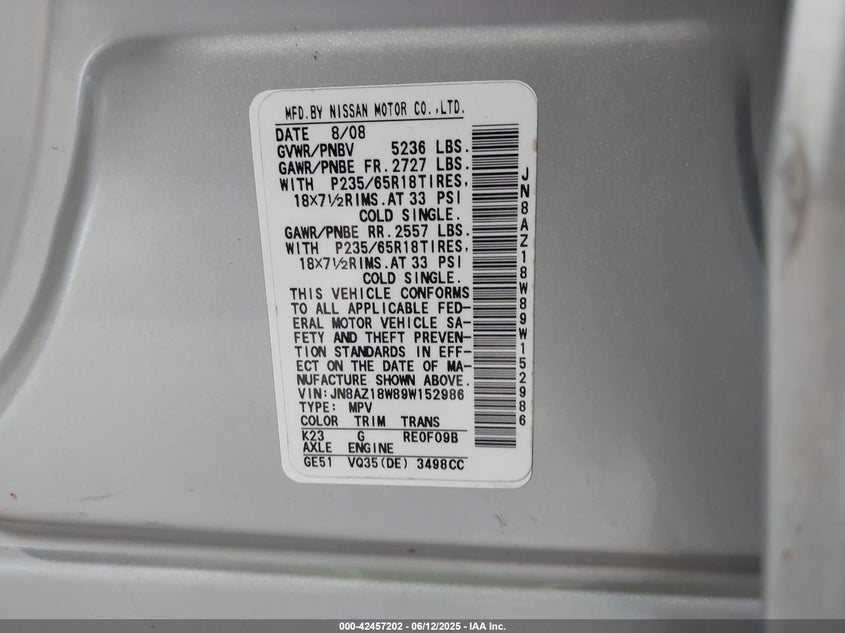 MFD.BY NISSAN MOTOR CO.,LTD.
DATE 8/08
GVWR/PNBV 5236 LBS.
GAWR/PNBE FR. 2727 LBS.
WITH P235/65R18TIRES,
18X7½RIMS.AT 33 PSI
COLD SINGLE.
GAWR/PNBE RR. 2557 LBS.
WITH P235/65R18TIRES,
18X7½RIMS.AT 33 PSI
COLD SINGLE.
THIS VEHICLE CONFORMS
TO ALL APPLICABLE FED-
ERAL MOTOR VEHICLE SA-
FETY AND THEFT PREVEN-
TION STANDARDS IN EFF-
ECT ON THE DATE OF MA-
NUFACTURE SHOWN ABOVE.
VIN:JN8AZ18W89W152986
TYPE: MPV
COLOR TRIM TRANS
K23 G RE0F09B
AXLE ENGINE
GE51 VQ35(DE) 3498CC
JN8AZ18W89W152986
000-42457202 - 06/12/2025 - IAA Inc.